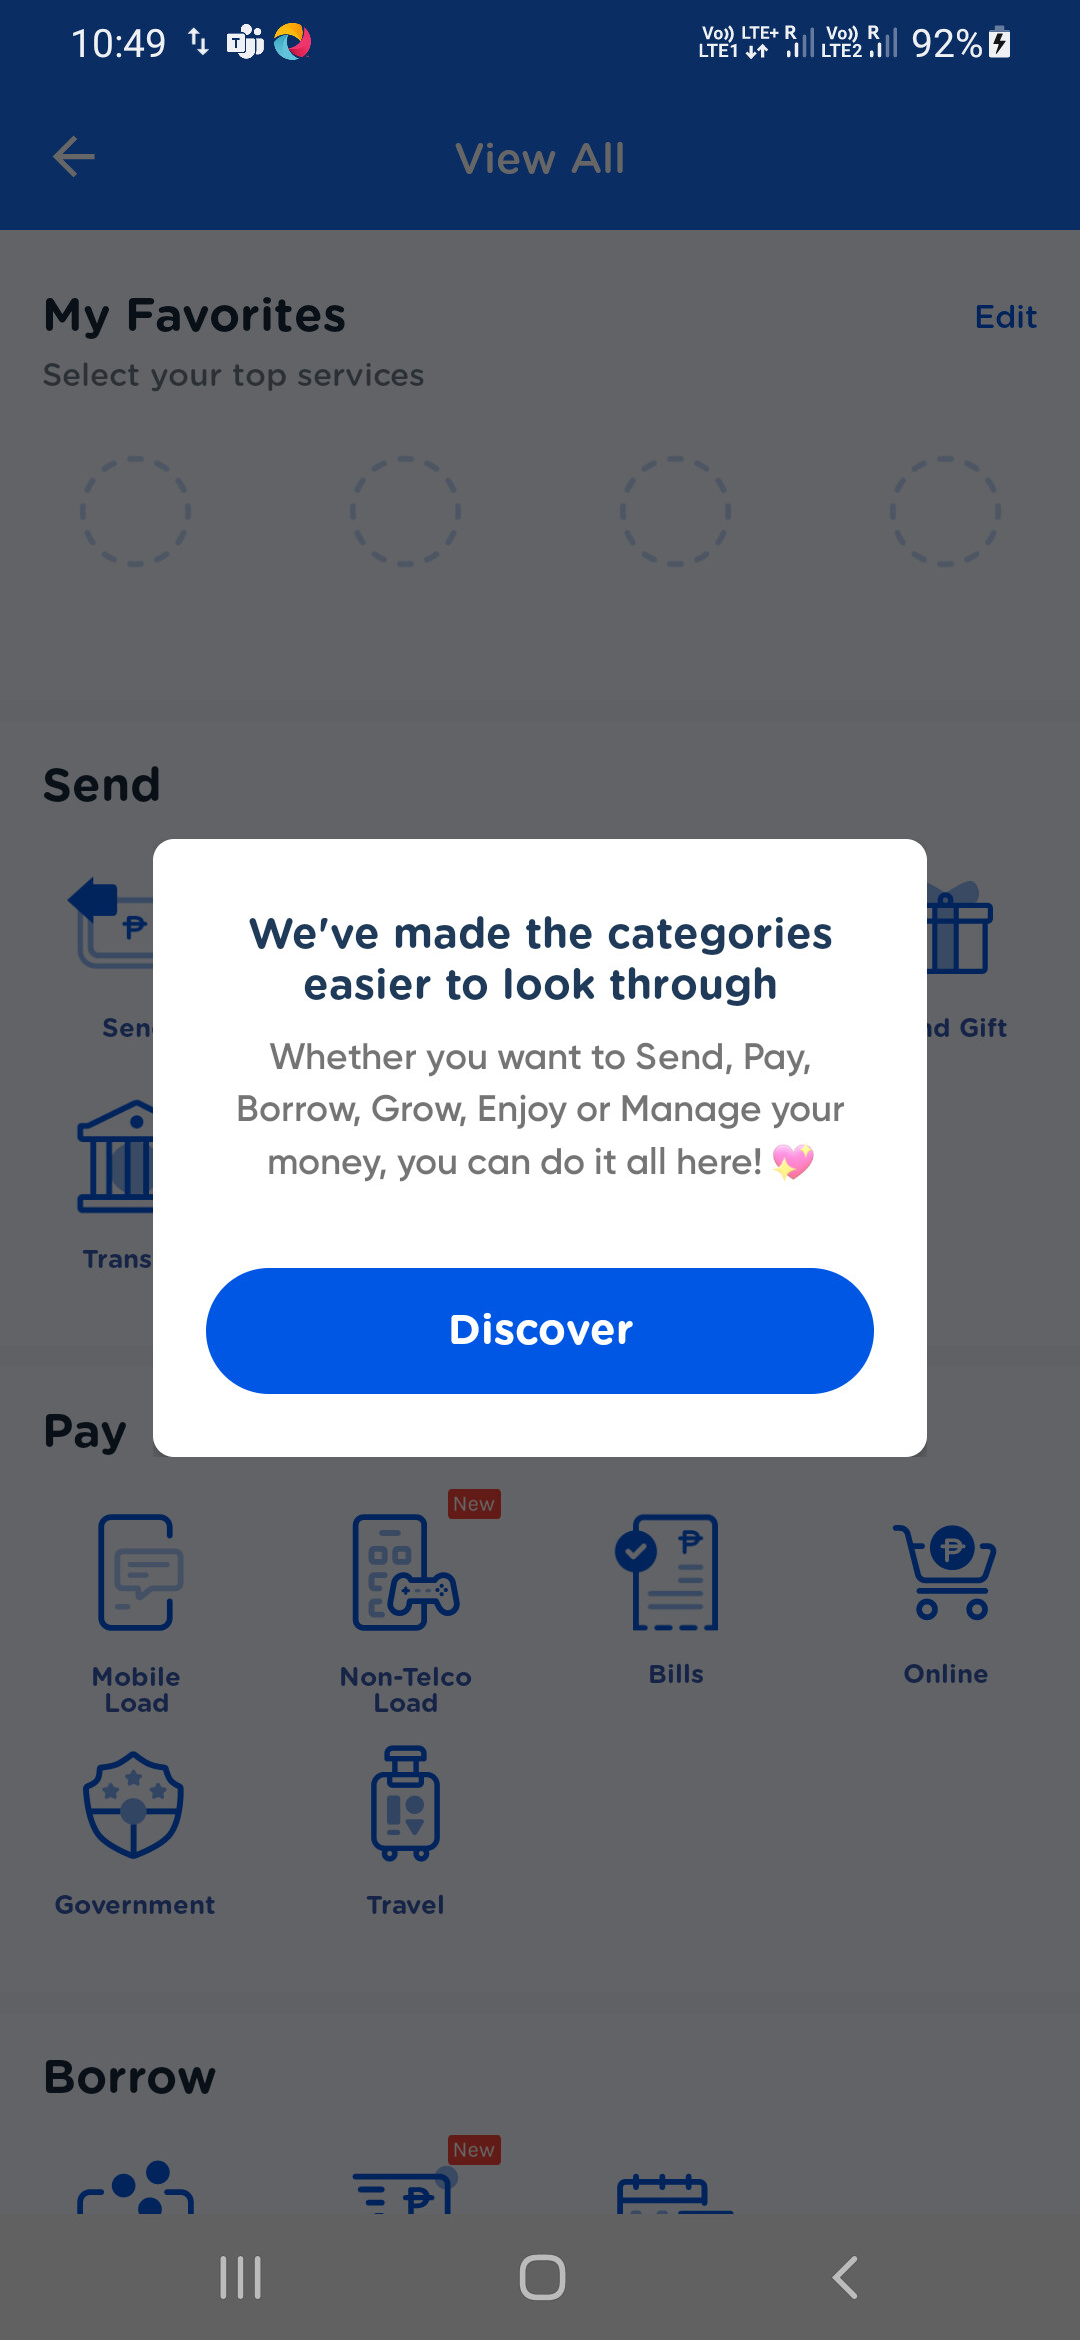 10:49
Vo)) LTE+ R Vo)) R
LTE1 LTE2 92%
View All
My Favorites
Edit
Select your top services
Send
We've made the categories
easier to look through
Whether you want to Send, Pay,
Borrow, Grow, Enjoy or Manage your
money, you can do it all here! 💖
Discover
Gift
Pay
New
Mobile
Load
Non-Telco
Load
Bills
Online
Government
Travel
Borrow
New